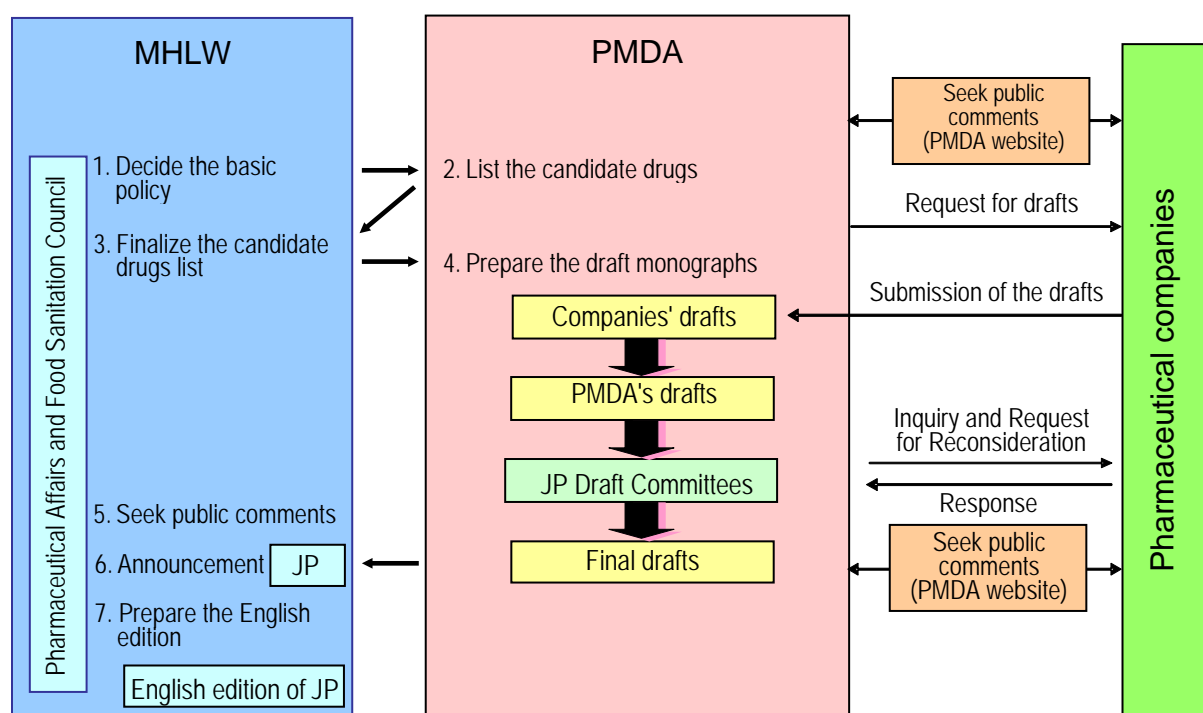 MHLW
Pharmaceutical Affairs and Food Sanitation Council
1. Decide the basic
policy
3. Finalize the candidate
drugs list
5. Seek public comments
6. Announcement
JP
7. Prepare the English
edition
English edition of JP
PMDA
2. List the candidate drugs
4. Prepare the draft monographs
Companies' drafts
PMDA's drafts
JP Draft Committees
Final drafts
Seek public
comments
(PMDA website)
Request for drafts
Submission of the drafts
Inquiry and Request
for Reconsideration
Response
Seek public
comments
(PMDA website)
Pharmaceutical companies